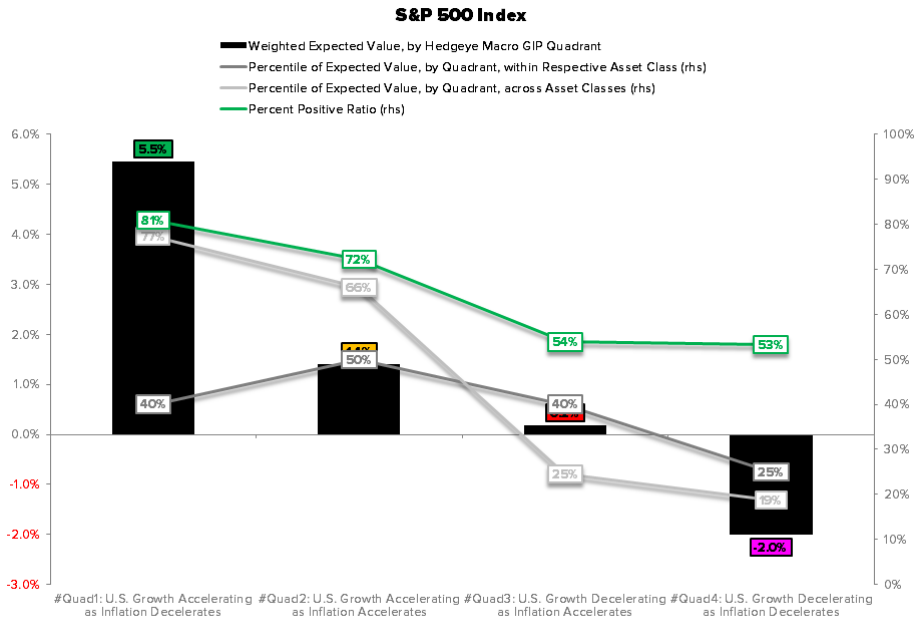 S&P 500 Index
Weighted Expected Value, by Hedgeye Macro GIP Quadrant
Percentile of Expected Value, by Quadrant, within Respective Asset Class (rhs)
Percentile of Expected Value, by Quadrant, across Asset Classes (rhs)
Percent Positive Ratio (rhs)
6.0%
5.0%
4.0%
3.0%
2.0%
1.0%
0.0%
-1.0%
-2.0%
-3.0%
100%
90%
80%
70%
60%
50%
40%
30%
20%
10%
0%
5.5%
81%
77%
40%
72%
66%
50%
54%
40%
25%
53%
25%
19%
-2.0%
#Quad1: U.S. Growth Accelerating
as Inflation Decelerates
#Quad2: U.S. Growth Accelerating
as Inflation Accelerates
#Quad3: U.S. Growth Decelerating
as Inflation Accelerates
#Quad4: U.S. Growth Decelerating
as Inflation Decelerates